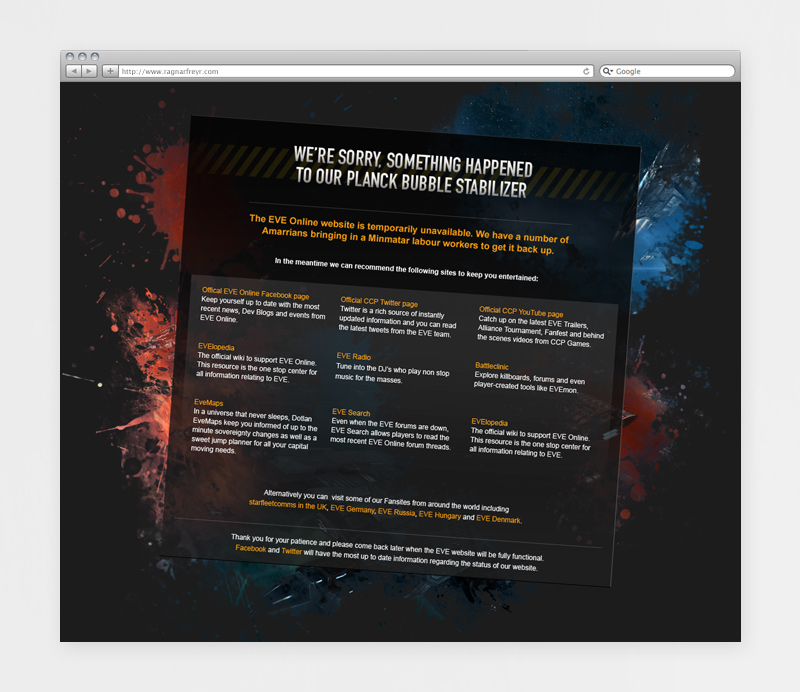 http://www.ragnarfreyr.com
Google
WE'RE SORRY, SOMETHING HAPPENED
TO OUR PLANCK BUBBLE STABILIZER
The EVE Online website is temporarily unavailable. We have a number of
Amarrians bringing in a Minmatar labour workers to get it back up.
In the meantime we can recommend the following sites to keep you entertained:
Offical EVE Online Facebook page
Keep yourself up to date with the most
recent news, Dev Blogs and events from
EVE Online.
Official CCP Twitter page
Twitter is a rich source of instantly
updated information and you can read
the latest tweets from the EVE team.
Official CCP YouTube page
Catch up on the latest EVE Trailers,
Alliance Tournament, Fanfest and behind
the scenes videos from CCP Games.
EVElopedia
The official wiki to support EVE Online.
This resource is the one stop center for
all information relating to EVE.
EVE Radio
Tune into the DJ's who play non stop
music for the masses.
Battleclinic
Explore killboards, forums and even
player-created tools like EVEmon.
EveMaps
In a universe that never sleeps, Dotlan
EveMaps keep you informed of up to the
minute sovereignty changes as well as a
sweet jump planner for all your capital
moving needs.
EVE Search
Even when the EVE forums are down,
EVE Search allows players to read the
most recent EVE Online forum threads.
EVElopedia
The official wiki to support EVE Online.
This resource is the one stop center for
all information relating to EVE.
Alternatively you can visit some of our Fansites from around the world including
starfleetcomms in the UK, EVE Germany, EVE Russia, EVE Hungary and EVE Denmark.
Thank you for your patience and please come back later when the EVE website will be fully functional.
Facebook and Twitter will have the most up to date information regarding the status of our website.